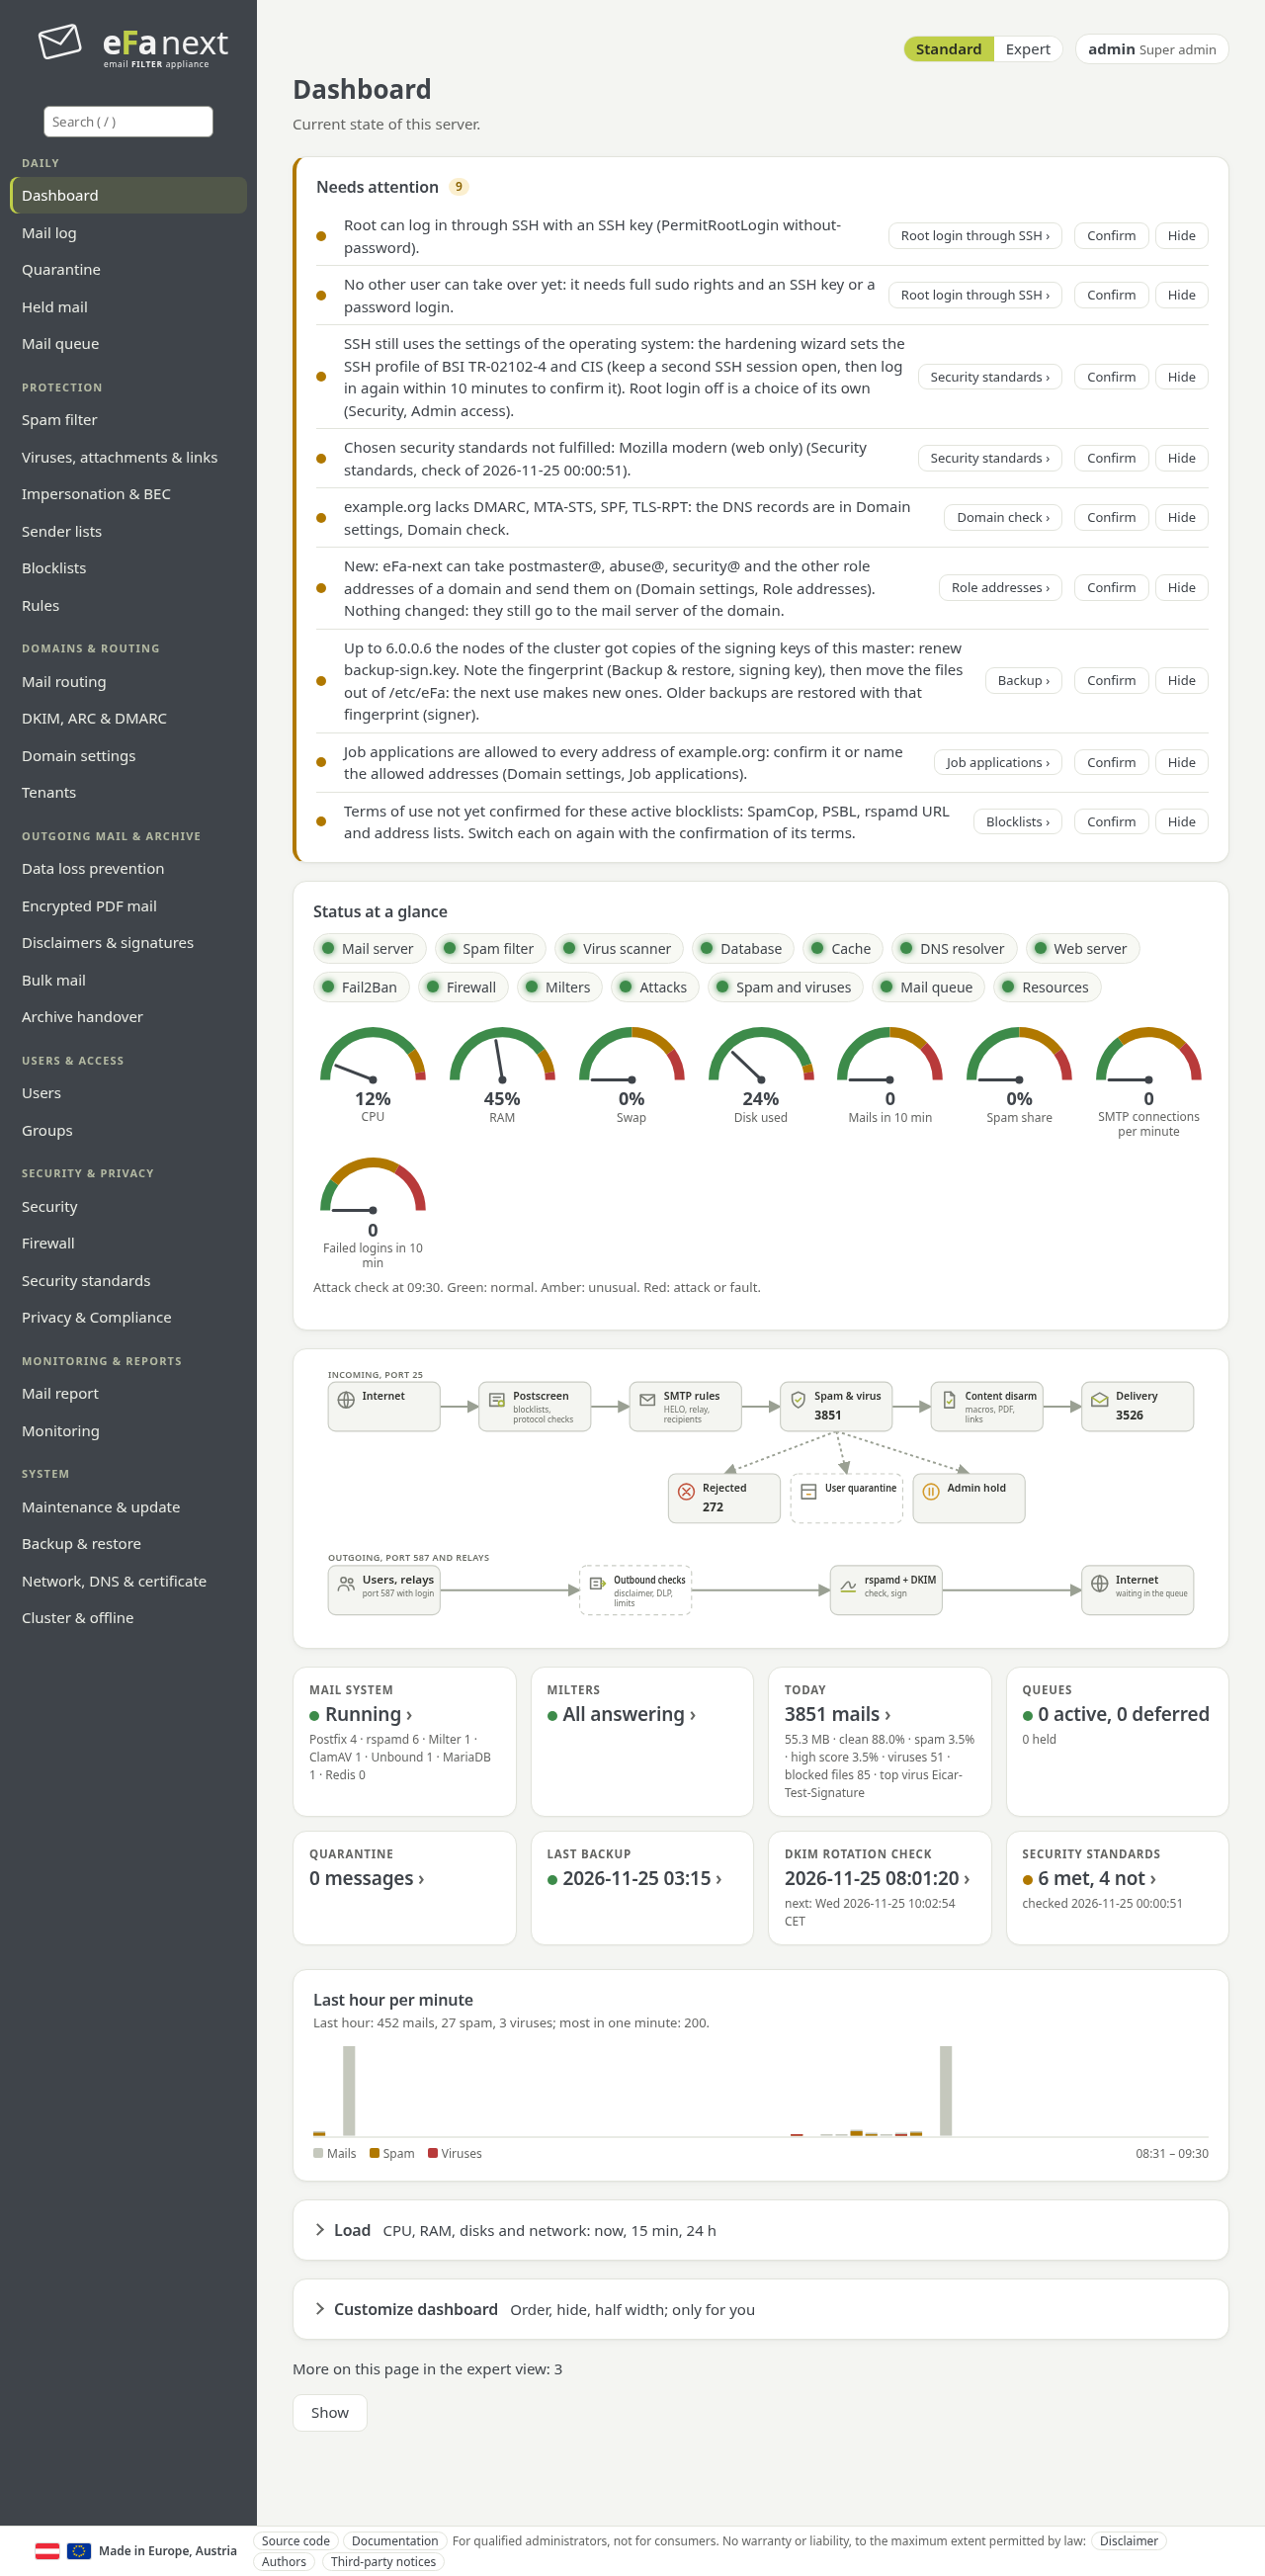 eFa next
email FILTER appliance
Search ( / )
DAILY
Dashboard
Mail log
Quarantine
Held mail
Mail queue
PROTECTION
Spam filter
Viruses, attachments & links
Impersonation & BEC
Sender lists
Blocklists
Rules
DOMAINS & ROUTING
Mail routing
DKIM, ARC & DMARC
Domain settings
Tenants
OUTGOING MAIL & ARCHIVE
Data loss prevention
Encrypted PDF mail
Disclaimers & signatures
Bulk mail
Archive handover
USERS & ACCESS
Users
Groups
SECURITY & PRIVACY
Security
Firewall
Security standards
Privacy & Compliance
MONITORING & REPORTS
Mail report
Monitoring
SYSTEM
Maintenance & update
Backup & restore
Network, DNS & certificate
Cluster & offline
Standard Expert admin Super admin
Dashboard
Current state of this server.
Needs attention 9
Root can log in through SSH with an SSH key (PermitRootLogin without-
password).
Root login through SSH › Confirm Hide
No other user can take over yet: it needs full sudo rights and an SSH key or a
password login.
Root login through SSH › Confirm Hide
SSH still uses the settings of the operating system: the hardening wizard sets the
SSH profile of BSI TR-02102-4 and CIS (keep a second SSH session open, then log
in again within 10 minutes to confirm it). Root login off is a choice of its own
(Security, Admin access).
Security standards › Confirm Hide
Chosen security standards not fulfilled: Mozilla modern (web only) (Security
standards, check of 2026-11-25 00:00:51).
Security standards › Confirm Hide
example.org lacks DMARC, MTA-STS, SPF, TLS-RPT: the DNS records are in Domain
settings, Domain check.
Domain check › Confirm Hide
New: eFa-next can take postmaster@, abuse@, security@ and the other role
addresses of a domain and send them on (Domain settings, Role addresses).
Nothing changed: they still go to the mail server of the domain.
Role addresses › Confirm Hide
Up to 6.0.0.6 the nodes of the cluster got copies of the signing keys of this master: renew
backup-sign.key. Note the fingerprint (Backup & restore, signing key), then move the files
out of /etc/eFa: the next use makes new ones. Older backups are restored with that
fingerprint (signer).
Backup › Confirm Hide
Job applications are allowed to every address of example.org: confirm it or name
the allowed addresses (Domain settings, Job applications).
Job applications › Confirm Hide
Terms of use not yet confirmed for these active blocklists: SpamCop, PSBL, rspamd URL
and address lists. Switch each on again with the confirmation of its terms.
Blocklists › Confirm Hide
Status at a glance
Mail server Spam filter Virus scanner Database Cache DNS resolver Web server
Fail2Ban Firewall Milters Attacks Spam and viruses Mail queue Resources
12% 45% 0% 24% 0 0% 0
CPU RAM Swap Disk used Mails in 10 min Spam share SMTP connections
per minute
0
Failed logins in 10
min
Attack check at 09:30. Green: normal. Amber: unusual. Red: attack or fault.
INCOMING, PORT 25
Internet
Postscreen
blocklists,
protocol checks
SMTP rules
HELO, relay,
recipients
Spam & virus
3851
Content disarm
macros, PDF,
links
Delivery
3526
Rejected
272
User quarantine
Admin hold
OUTGOING, PORT 587 AND RELAYS
Users, relays
port 587 with login
Outbound checks
disclaimer, DLP,
limits
rspamd + DKIM
check, sign
Internet
waiting in the queue
MAIL SYSTEM
Running ›
Postfix 4 · rspamd 6 · Milter 1 ·
ClamAV 1 · Unbound 1 · MariaDB
1 · Redis 0
MILTERS
All answering ›
TODAY
3851 mails ›
55.3 MB · clean 88.0% · spam 3.5%
· high score 3.5% · viruses 51 ·
blocked files 85 · top virus Eicar-
Test-Signature
QUEUES
0 active, 0 deferred
0 held
QUARANTINE
0 messages ›
LAST BACKUP
2026-11-25 03:15 ›
DKIM ROTATION CHECK
2026-11-25 08:01:20 ›
next: Wed 2026-11-25 10:02:54
CET
SECURITY STANDARDS
6 met, 4 not ›
checked 2026-11-25 00:00:51
Last hour per minute
Last hour: 452 mails, 27 spam, 3 viruses; most in one minute: 200.
Mails Spam Viruses 08:31 – 09:30
Load CPU, RAM, disks and network: now, 15 min, 24 h
Customize dashboard Order, hide, half width; only for you
More on this page in the expert view: 3
Show
Made in Europe, Austria
Source code Documentation For qualified administrators, not for consumers. No warranty or liability, to the maximum extent permitted by law: Disclaimer
Authors Third-party notices